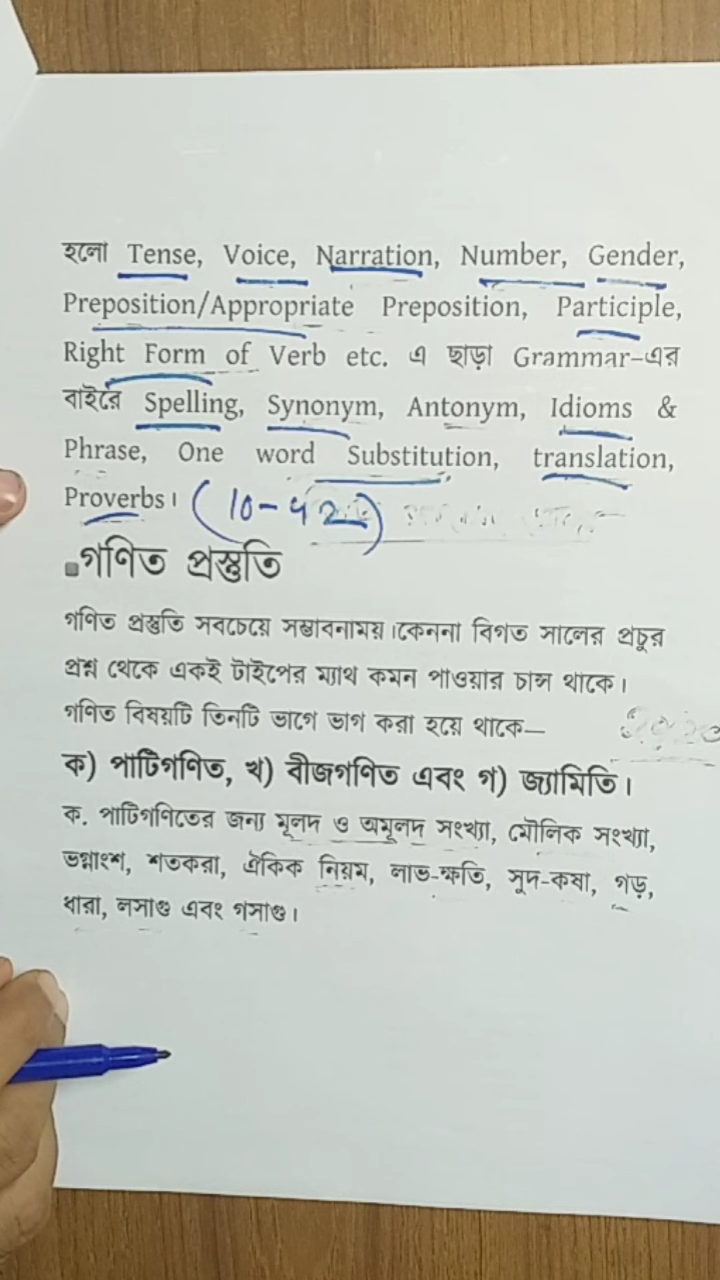 হলো Tense, Voice, Narration, Number, Gender,
Preposition/Appropriate Preposition, Participle,
Right Form of Verb etc. এ ছাড়া Grammar-এর
বাইরে Spelling, Synonym, Antonym, Idioms &
Phrase, One word Substitution, translation,
Proverbs।
গণিত প্রস্তুতি
গণিত প্রস্তুতি সবচেয়ে সম্ভাবনাময়।কেননা বিগত সালের প্রচুর
প্রশ্ন থেকে একই টাইপের ম্যাথ কমন পাওয়ার চান্স থাকে।
গণিত বিষয়টি তিনটি ভাগে ভাগ করা হয়ে থাকে—
ক) পাটিগণিত, খ) বীজগণিত এবং গ) জ্যামিতি।
ক. পাটিগণিতের জন্য মূলদ ও অমূলদ সংখ্যা, মৌলিক সংখ্যা,
ভগ্নাংশ, শতকরা, ঐকিক নিয়ম, লাভ-ক্ষতি, সুদ-কষা, গড়,
ধারা, লসাগু এবং গসাগু।